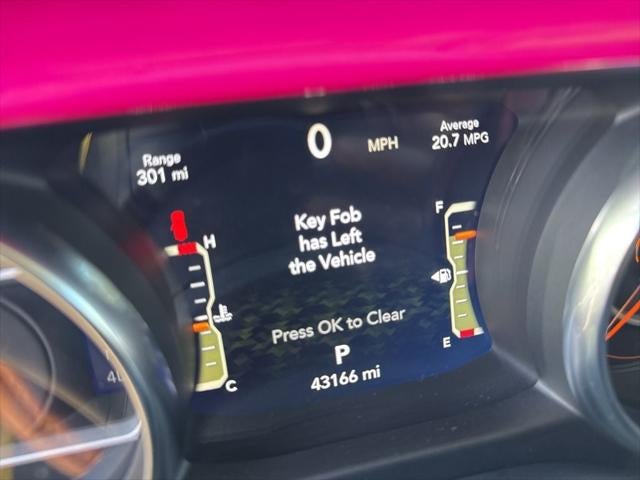 0 MPH
Average
20.7 MPG
Range
301 mi
H
F
Key Fob
has Left
the Vehicle
Press OK to Clear
C
E
P
43166 mi